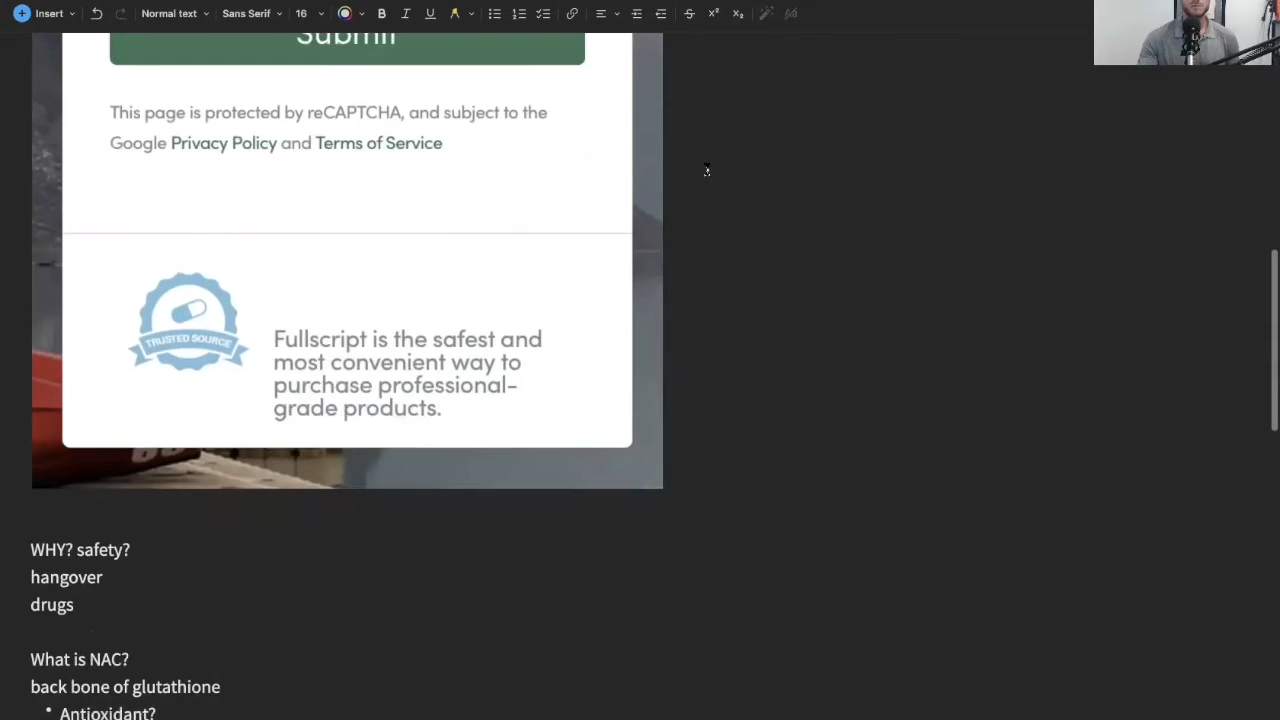 Insert
Normal text
Sans Serif
16
B
I
U
S
X²
X₂
Submit
This page is protected by reCAPTCHA, and subject to the
Google Privacy Policy and Terms of Service
TRUSTED SOURCE
Fullscript is the safest and
most convenient way to
purchase professional-
grade products.
WHY? safety?
hangover
drugs
What is NAC?
back bone of glutathione
• Antioxidant?